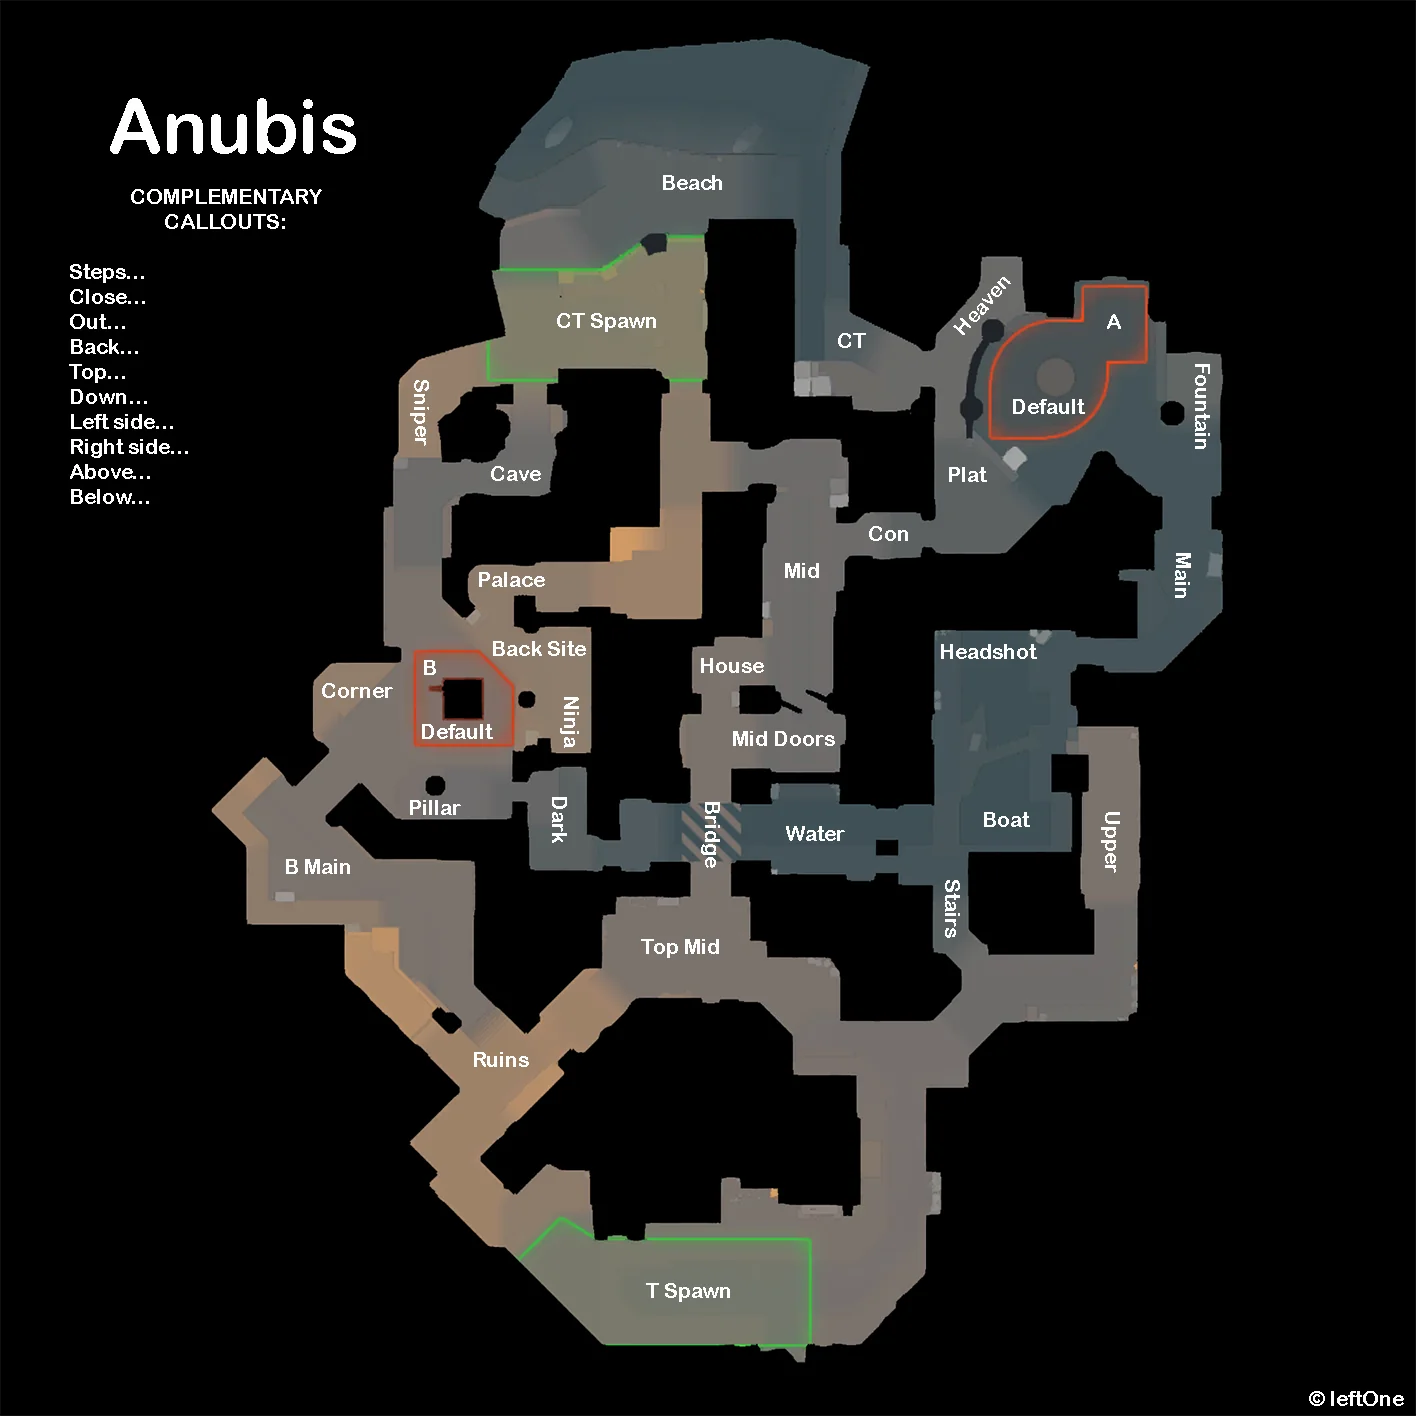 Anubis
COMPLEMENTARY
CALLOUTS:
Steps...
Close...
Out...
Back...
Top...
Down...
Left side...
Right side...
Above...
Below...
Beach
CT Spawn
CT
Heaven
A
Default
Fountain
Sniper
Cave
Plat
Con
Mid
Main
Palace
Back Site
House
Headshot
B
Corner
Default
Ninja
Mid Doors
Pillar
Dark
Bridge
Water
Boat
Upper
B Main
Stairs
Top Mid
Ruins
T Spawn
© leftOne